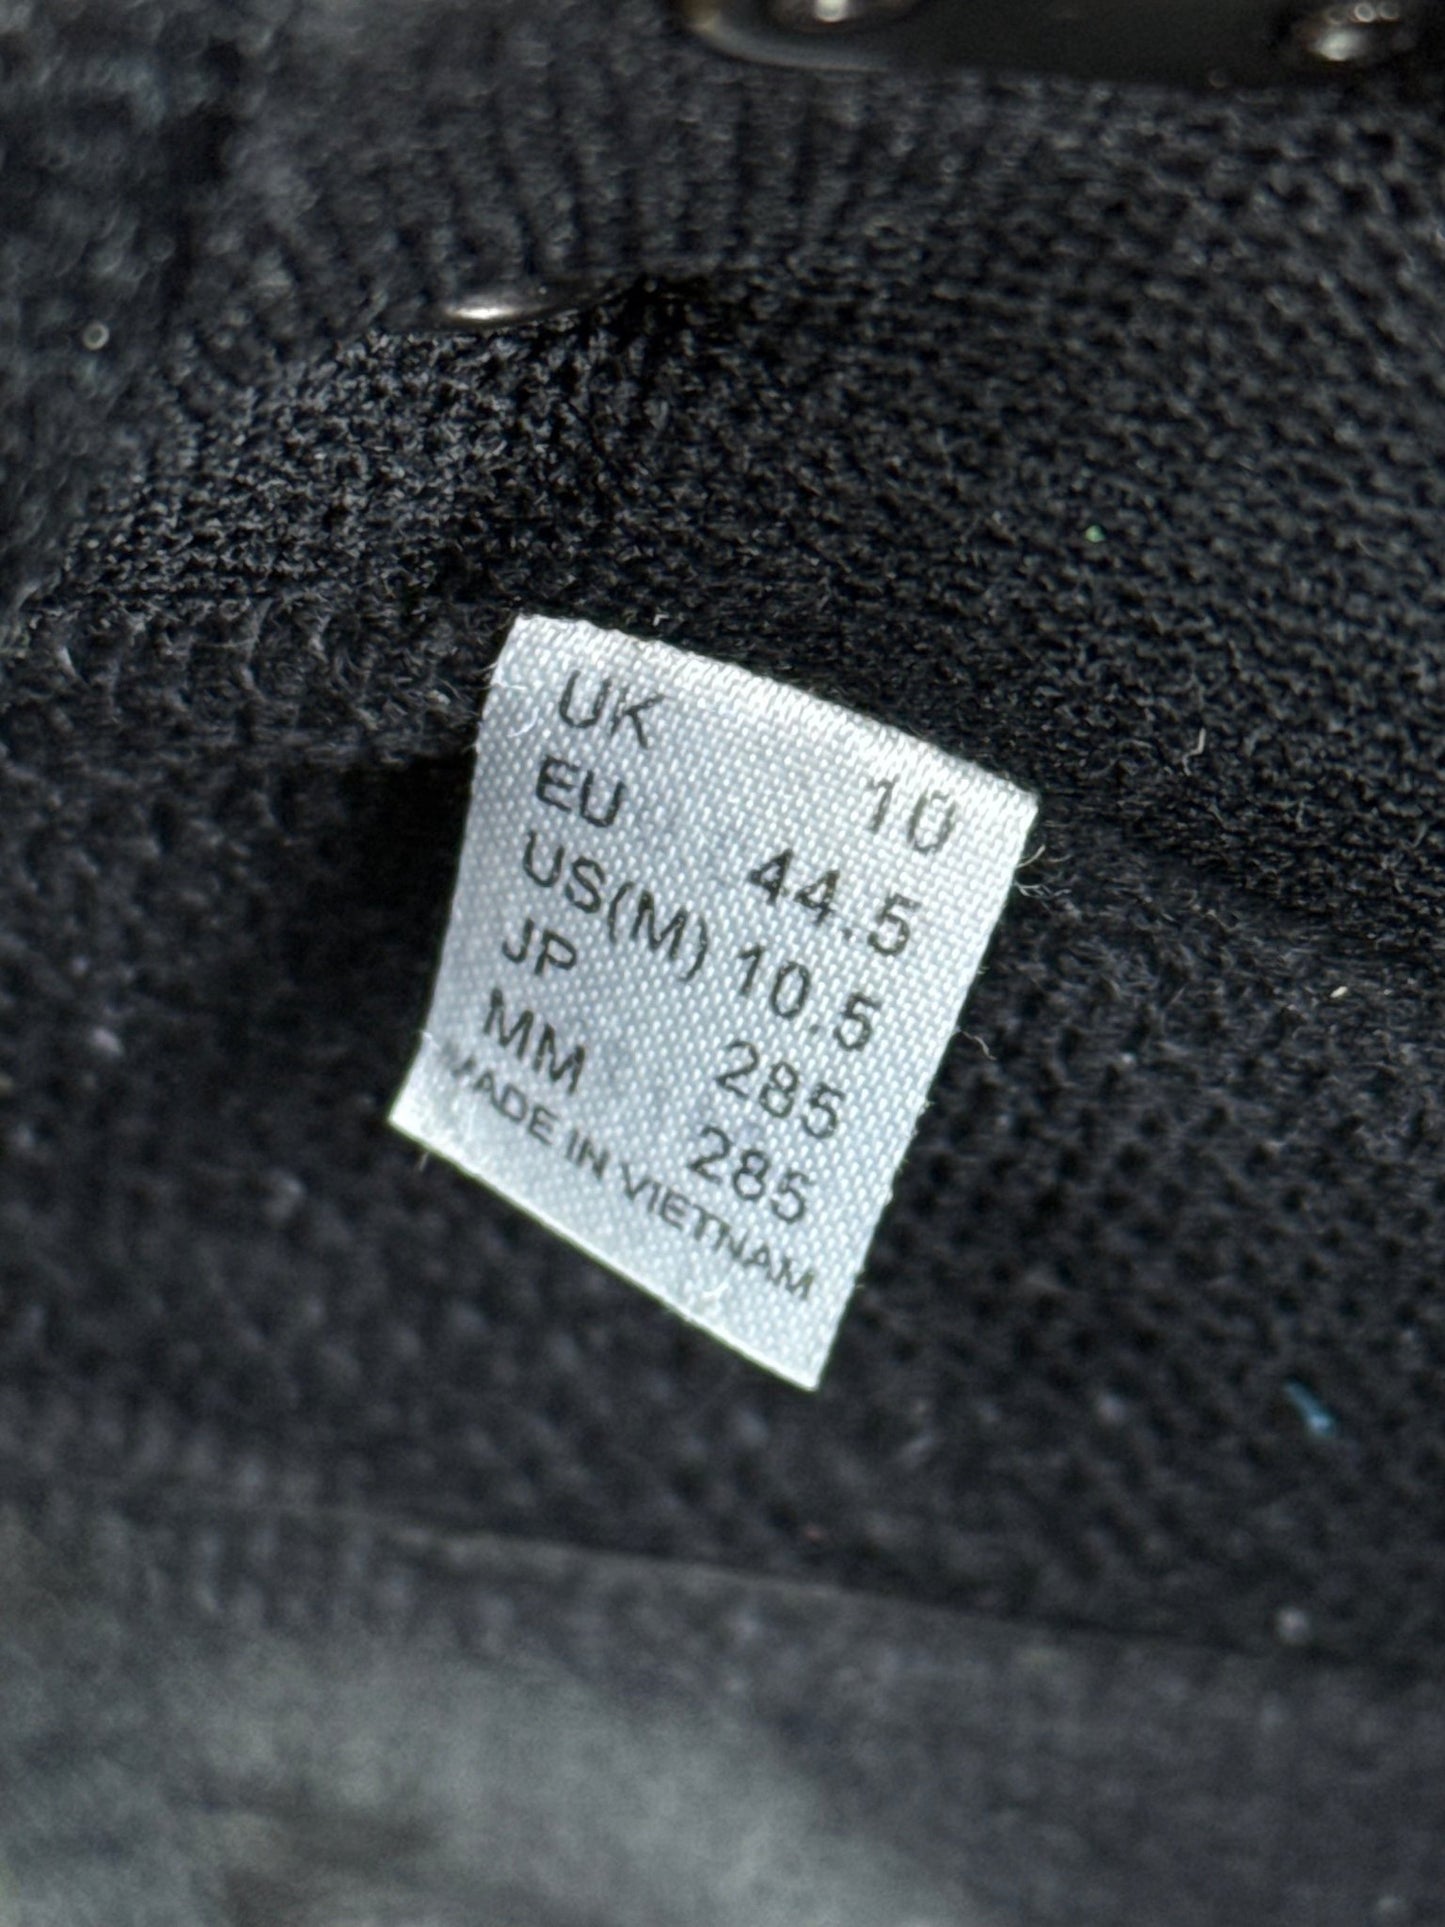 UK 10
EU 44.5
US(M) 10.5
JP 285
MM 285
MADE IN VIETNAM